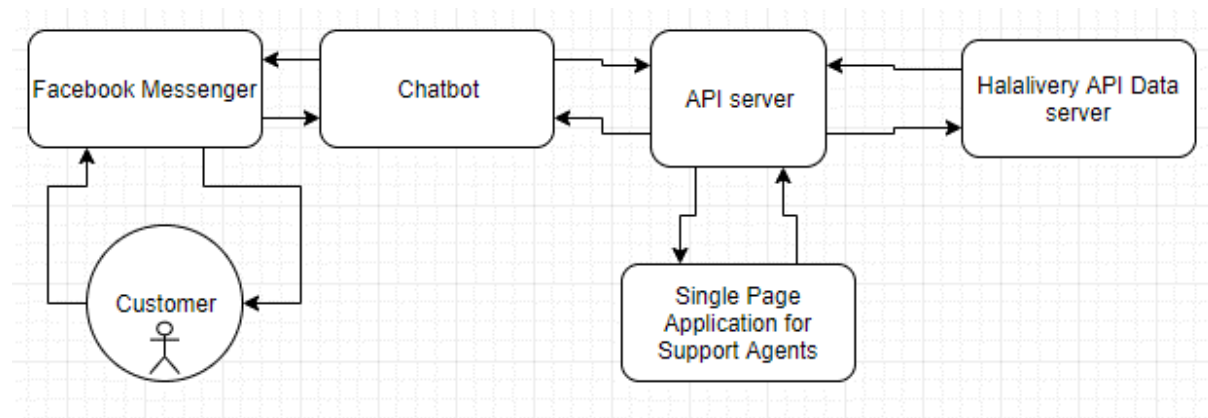 Facebook Messenger
Chatbot
API server
Halalivery API Data
server
Customer
Single Page
Application for
Support Agents